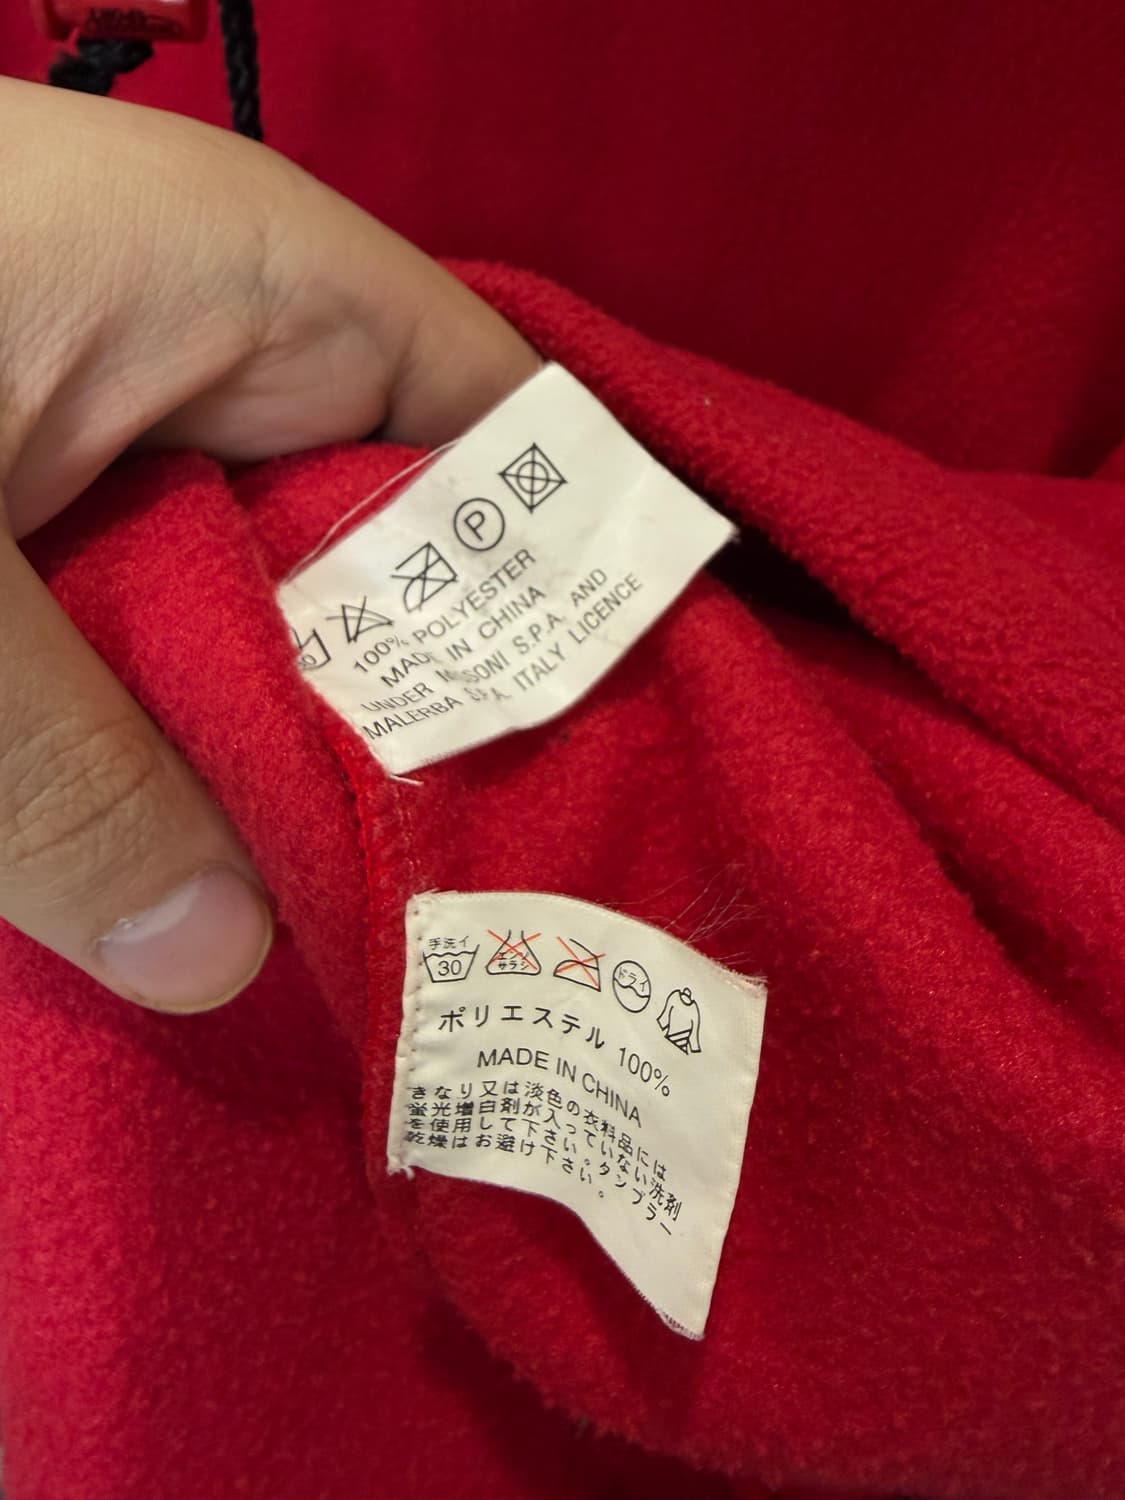 P
100% POLYESTER
MADE IN CHINA
UNDER MISSONI S.P.A. AND
MALERBA S.P.A. ITALY LICENCE
手洗イ
30
エンソ
サラシ
ドライ
ポリエステル 100%
MADE IN CHINA
きなり又は淡色の衣料品には
蛍光増白剤が入っていない洗剤
を使用して下さい。タンブラー
乾燥はお避け下さい。